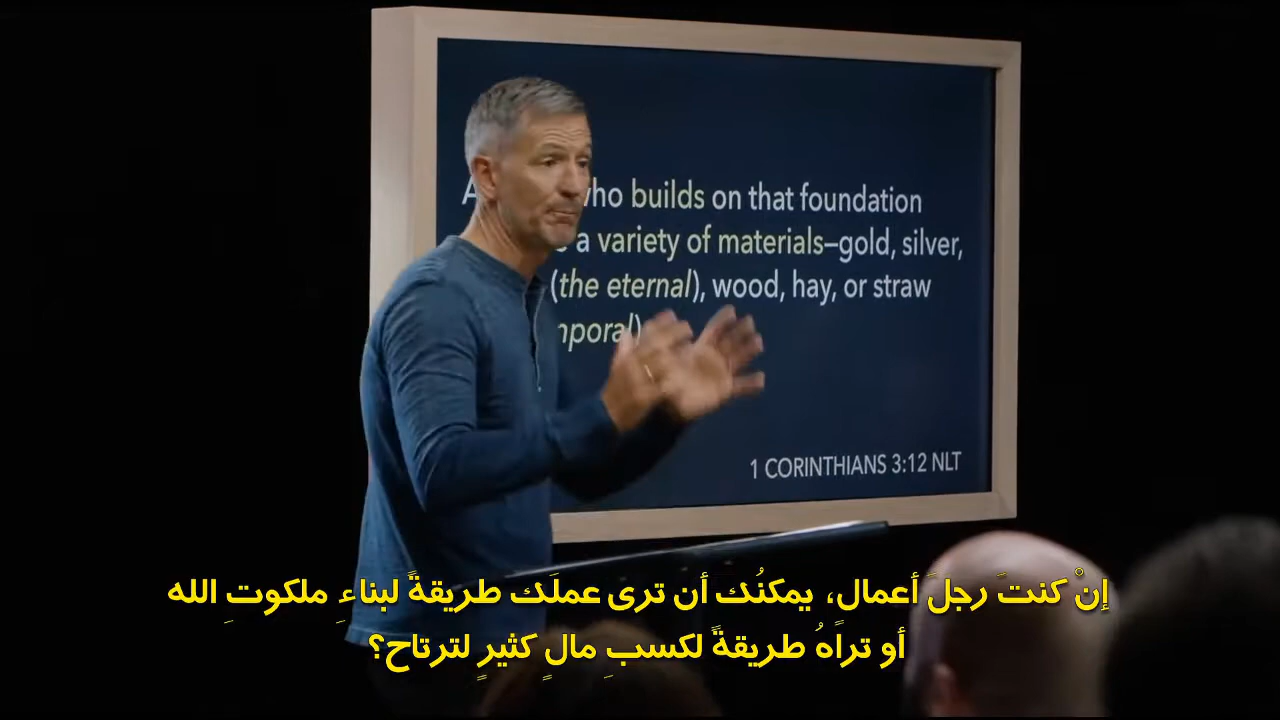 who builds on that foundation
a variety of materials–gold, silver,
(the eternal), wood, hay, or straw
1 CORINTHIANS 3:12 NLT
إنْ كنتَ رجلَ أعمالٍ، يمكنُك أن ترى عملَك طريقةً لبناءِ ملكوتِ الله
أو تراهُ طريقةً لكسبِ مالٍ كثيرٍ لترتاح؟